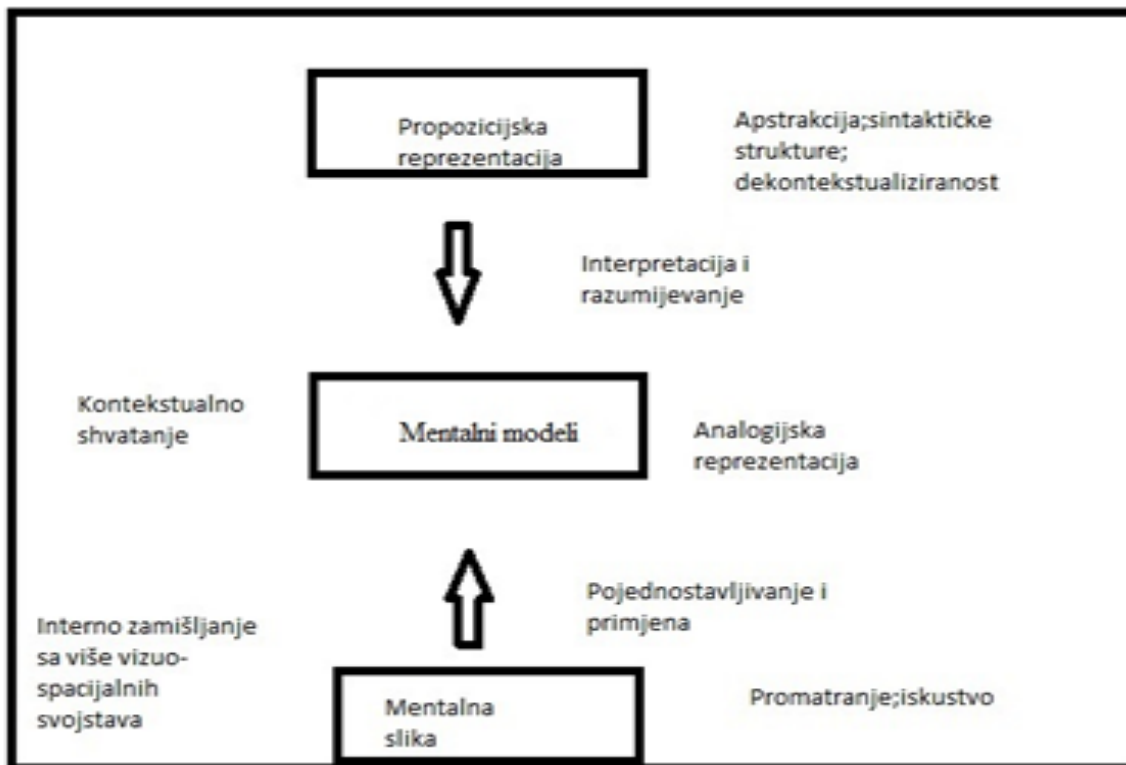 Propozicijska
reprezentacija
Apstrakcija;sintaktičke
strukture;
dekontekstualiziranost
Interpretacija i
razumijevanje
Kontekstualno
shvatanje
Mentalni modeli
Analogijska
reprezentacija
Pojednostavljivanje i
primjena
Interno zamišljanje
sa više vizuo-
spacijalnih
svojstava
Mentalna
slika
Promatranje;iskustvo